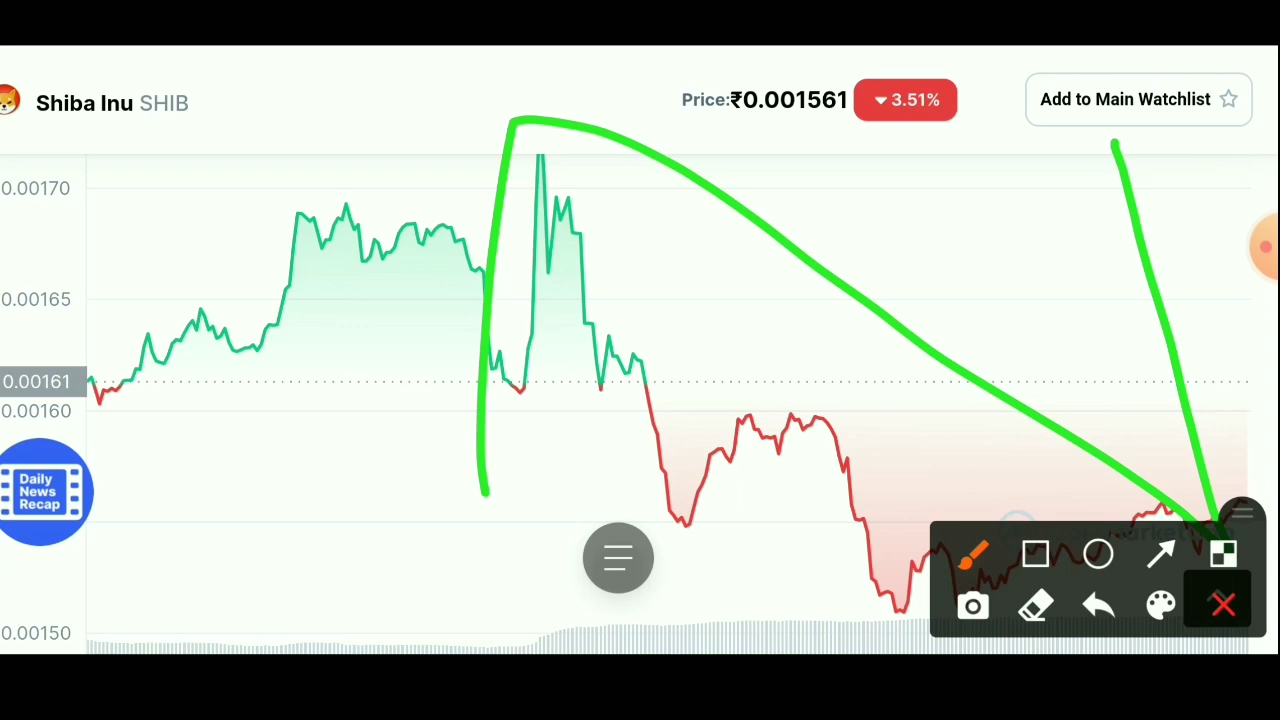 Shiba Inu SHIB
Price:₹0.001561 3.51%
Add to Main Watchlist
0.00170
0.00165
0.00161
0.00160
Daily
News
Recap
0.00150